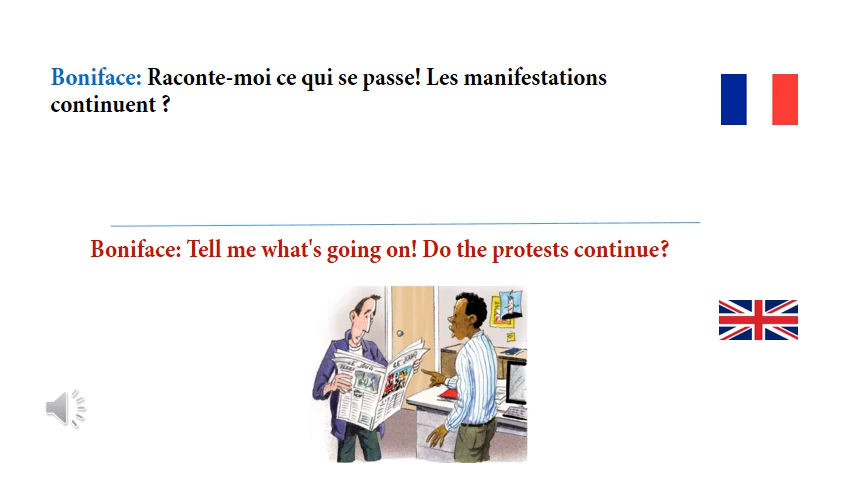 Boniface: Raconte-moi ce qui se passe! Les manifestations
continuent ?
Boniface: Tell me what's going on! Do the protests continue?